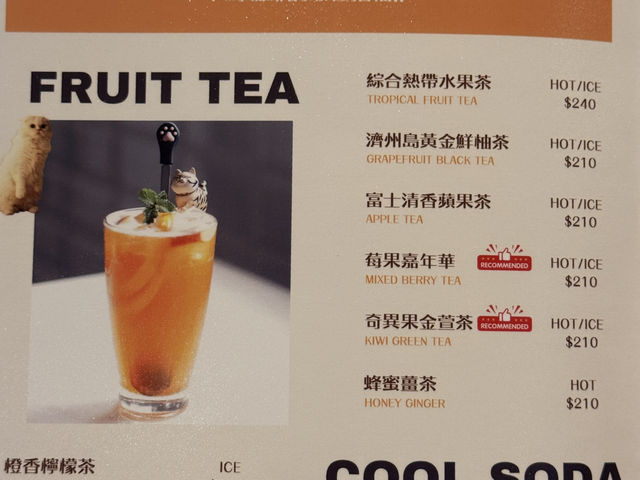 FRUIT TEA
綜合熱帶水果茶
TROPICAL FRUIT TEA
HOT/ICE
$240
濟州島黃金鮮柚茶
GRAPEFRUIT BLACK TEA
HOT/ICE
$210
富士清香蘋果茶
APPLE TEA
HOT/ICE
$210
莓果嘉年華
RECOMMENDED
MIXED BERRY TEA
HOT/ICE
$210
奇異果金萱茶
RECOMMENDED
KIWI GREEN TEA
HOT/ICE
$210
蜂蜜薑茶
HONEY GINGER
HOT
$210
橙香檸檬茶
ICE
COOL SODA